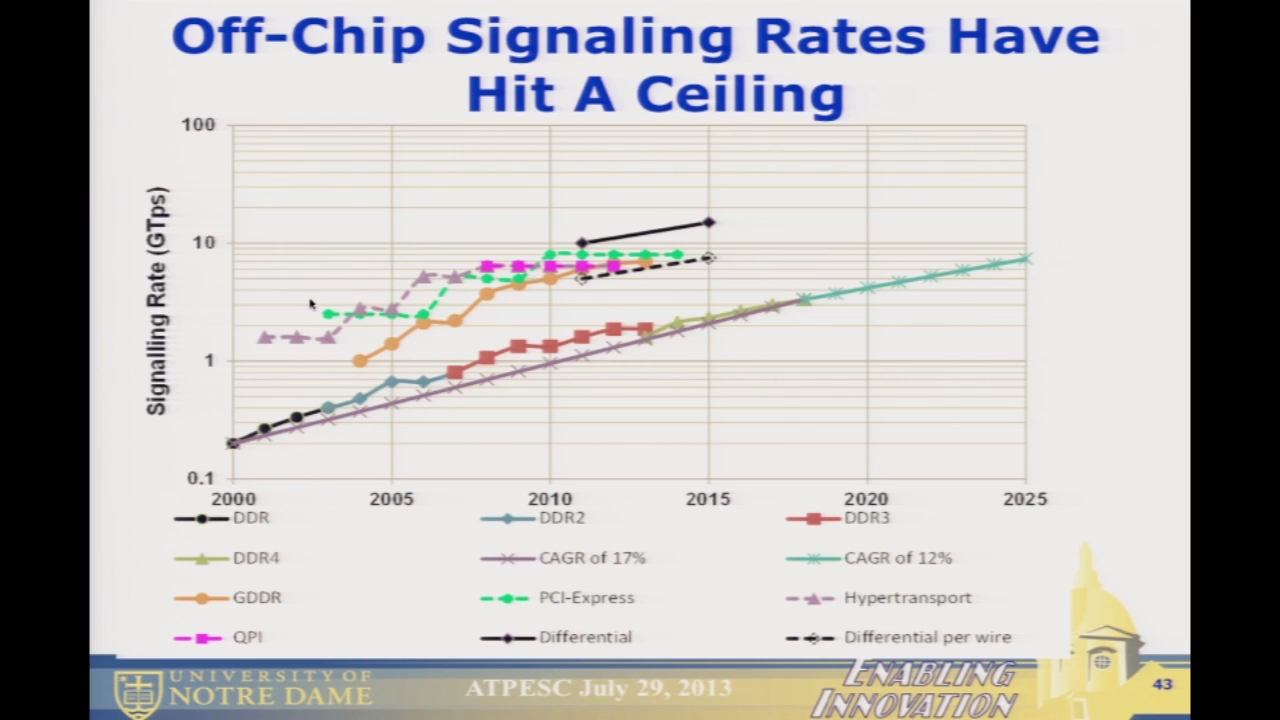 Off-Chip Signaling Rates Have
Hit A Ceiling
100
10
1
0.1
Signalling Rate (GTps)
2000 2005 2010 2015 2020 2025
DDR DDR2 DDR3
DDR4 CAGR of 17% CAGR of 12%
GDDR PCI-Express Hypertransport
QPI Differential Differential per wire
UNIVERSITY OF
NOTRE DAME
ATPESC July 29, 2013
ENABLING
INNOVATION
43